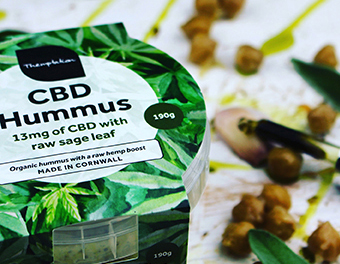 Themptation
CBD
Hummus
13mg of CBD with
raw sage leaf
190g
Organic hummus with a raw hemp boost
MADE IN CORNWALL
190g